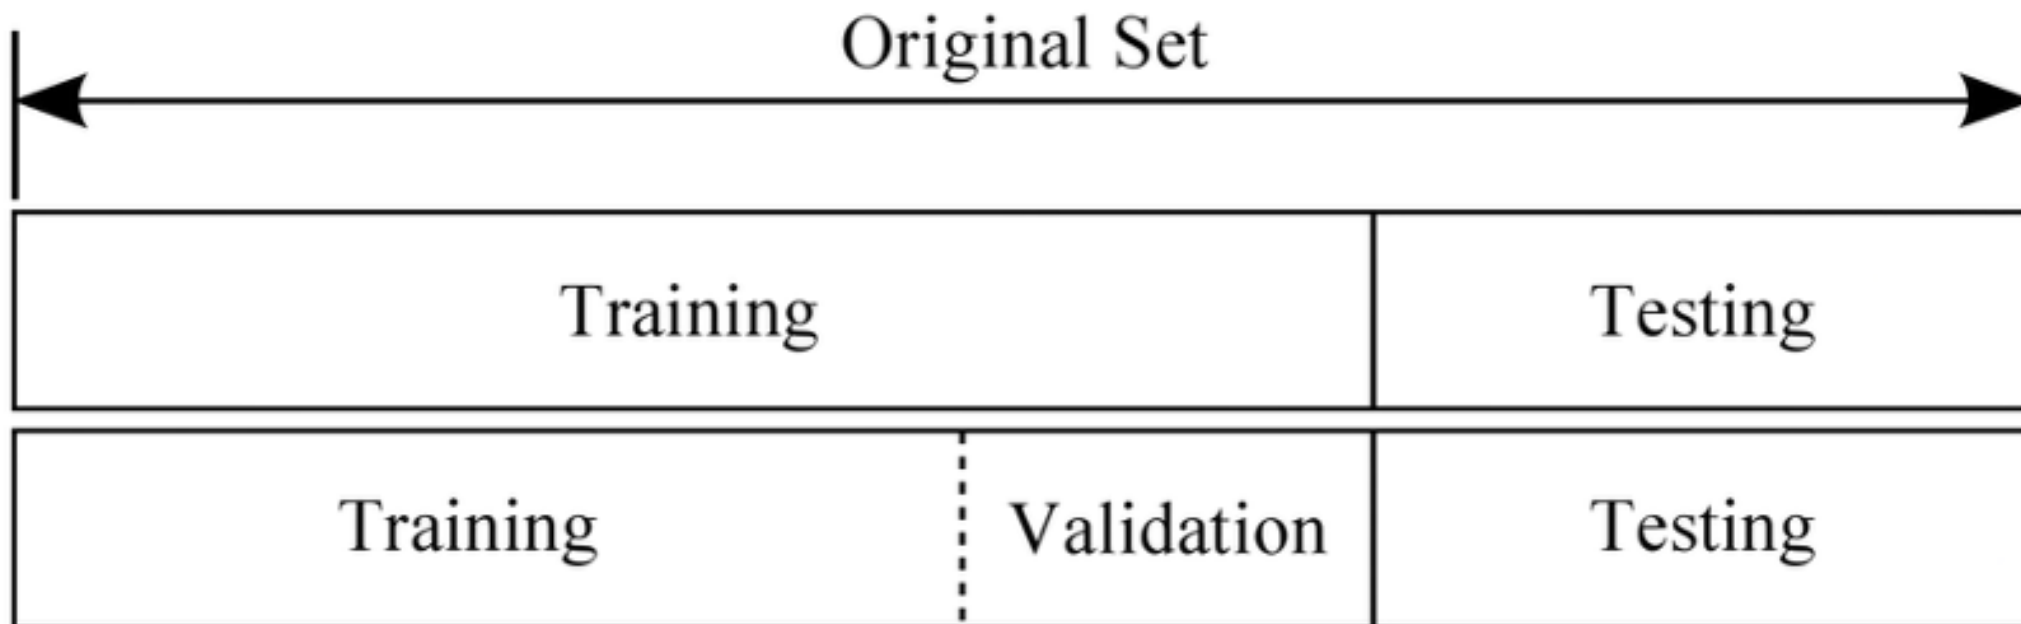 Original Set
Training Testing
Training Validation Testing